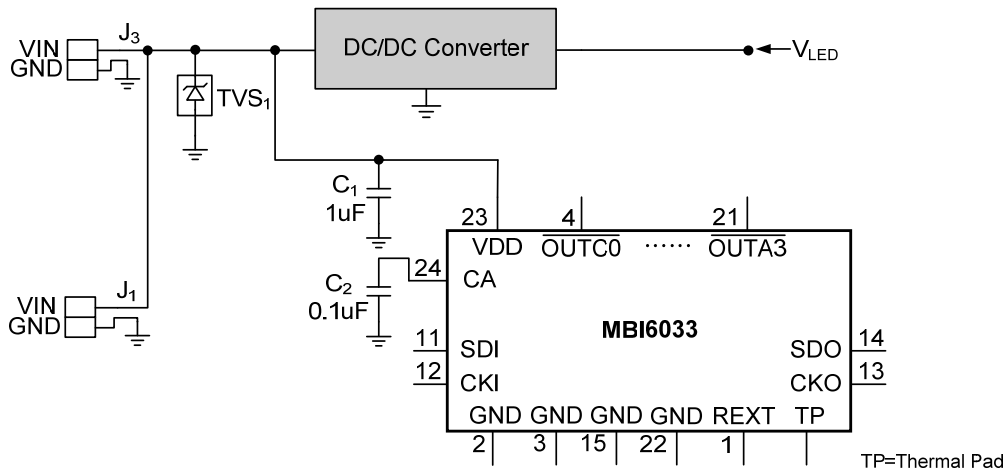 VIN
GND
J3
TVS1
DC/DC Converter
VLED
C1
1uF
23
VDD
4
OUTC0
......
21
OUTA3
24
CA
C2
0.1uF
VIN
GND
J1
MBI6033
11
SDI
12
CKI
SDO
14
CKO
13
GND
GND
GND
GND
REXT
TP
2
3
15
22
1
TP=Thermal Pad